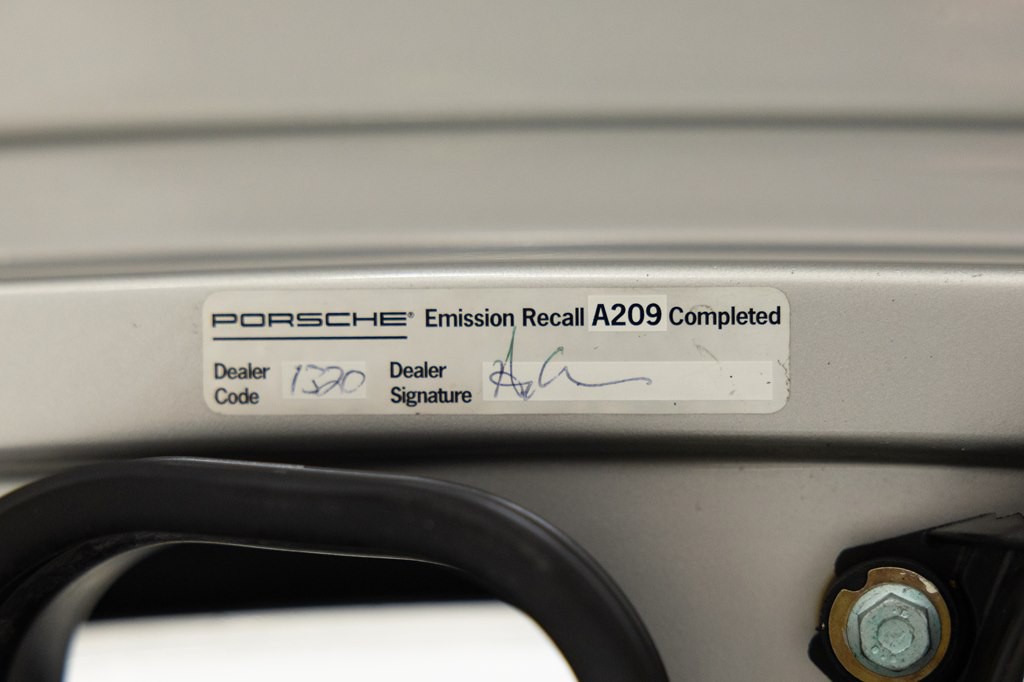 PORSCHE® Emission Recall A209 Completed
Dealer Code 1320 Dealer Signature